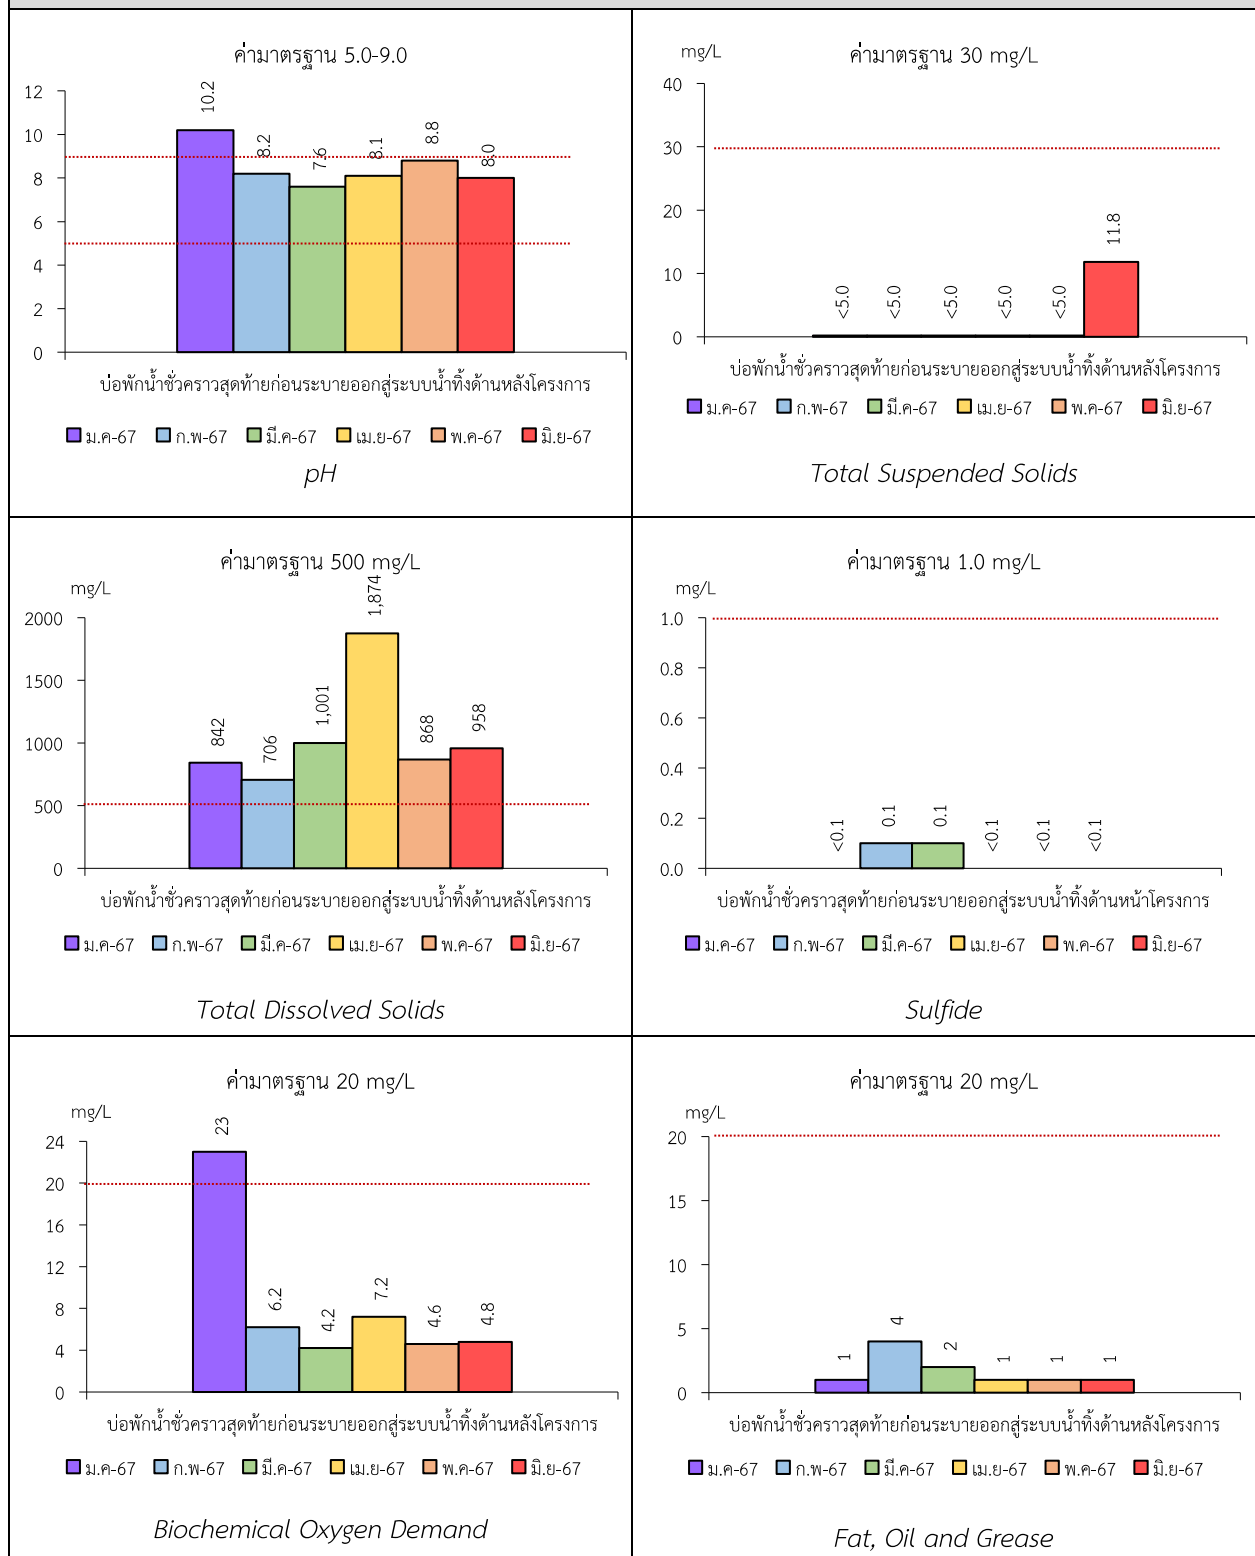 ค่ามาตรฐาน 5.0-9.0
12
10
8
6
4
2
0
10.2
8.2
7.6
8.1
8.8
8.0
บ่อพักน้ำชั่วคราวสุดท้ายก่อนระบายออกสู่ระบบน้ำทิ้งด้านหลังโครงการ
ม.ค-67 ก.พ-67 มี.ค-67 เม.ย-67 พ.ค-67 มิ.ย-67
pH
mg/L
ค่ามาตรฐาน 30 mg/L
40
30
20
10
0
<5.0
<5.0
<5.0
<5.0
<5.0
11.8
บ่อพักน้ำชั่วคราวสุดท้ายก่อนระบายออกสู่ระบบน้ำทิ้งด้านหลังโครงการ
ม.ค-67 ก.พ-67 มี.ค-67 เม.ย-67 พ.ค-67 มิ.ย-67
Total Suspended Solids
ค่ามาตรฐาน 500 mg/L
mg/L
2000
1500
1000
500
0
842
706
1,001
1,874
868
958
บ่อพักน้ำชั่วคราวสุดท้ายก่อนระบายออกสู่ระบบน้ำทิ้งด้านหลังโครงการ
ม.ค-67 ก.พ-67 มี.ค-67 เม.ย-67 พ.ค-67 มิ.ย-67
Total Dissolved Solids
ค่ามาตรฐาน 1.0 mg/L
mg/L
1.0
0.8
0.6
0.4
0.2
0.0
<0.1
0.1
0.1
<0.1
<0.1
<0.1
บ่อพักน้ำชั่วคราวสุดท้ายก่อนระบายออกสู่ระบบน้ำทิ้งด้านหน้าโครงการ
ม.ค-67 ก.พ-67 มี.ค-67 เม.ย-67 พ.ค-67 มิ.ย-67
Sulfide
ค่ามาตรฐาน 20 mg/L
mg/L
24
20
16
12
8
4
0
23
6.2
4.2
7.2
4.6
4.8
บ่อพักน้ำชั่วคราวสุดท้ายก่อนระบายออกสู่ระบบน้ำทิ้งด้านหลังโครงการ
ม.ค-67 ก.พ-67 มี.ค-67 เม.ย-67 พ.ค-67 มิ.ย-67
Biochemical Oxygen Demand
ค่ามาตรฐาน 20 mg/L
mg/L
20
15
10
5
0
1
4
2
1
1
1
บ่อพักน้ำชั่วคราวสุดท้ายก่อนระบายออกสู่ระบบน้ำทิ้งด้านหลังโครงการ
ม.ค-67 ก.พ-67 มี.ค-67 เม.ย-67 พ.ค-67 มิ.ย-67
Fat, Oil and Grease